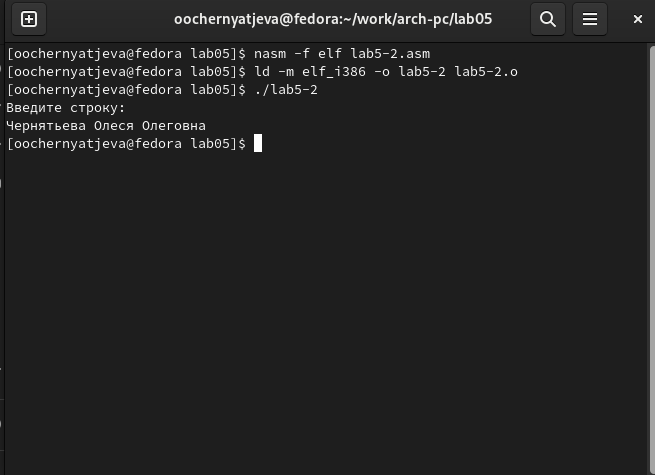 oochernyatjeva@fedora:~/work/arch-pc/lab05
[oochernyatjeva@fedora lab05]$ nasm -f elf lab5-2.asm
[oochernyatjeva@fedora lab05]$ ld -m elf_i386 -o lab5-2 lab5-2.o
[oochernyatjeva@fedora lab05]$ ./lab5-2
Введите строку:
Чернятьева Олеся Олеговна
[oochernyatjeva@fedora lab05]$